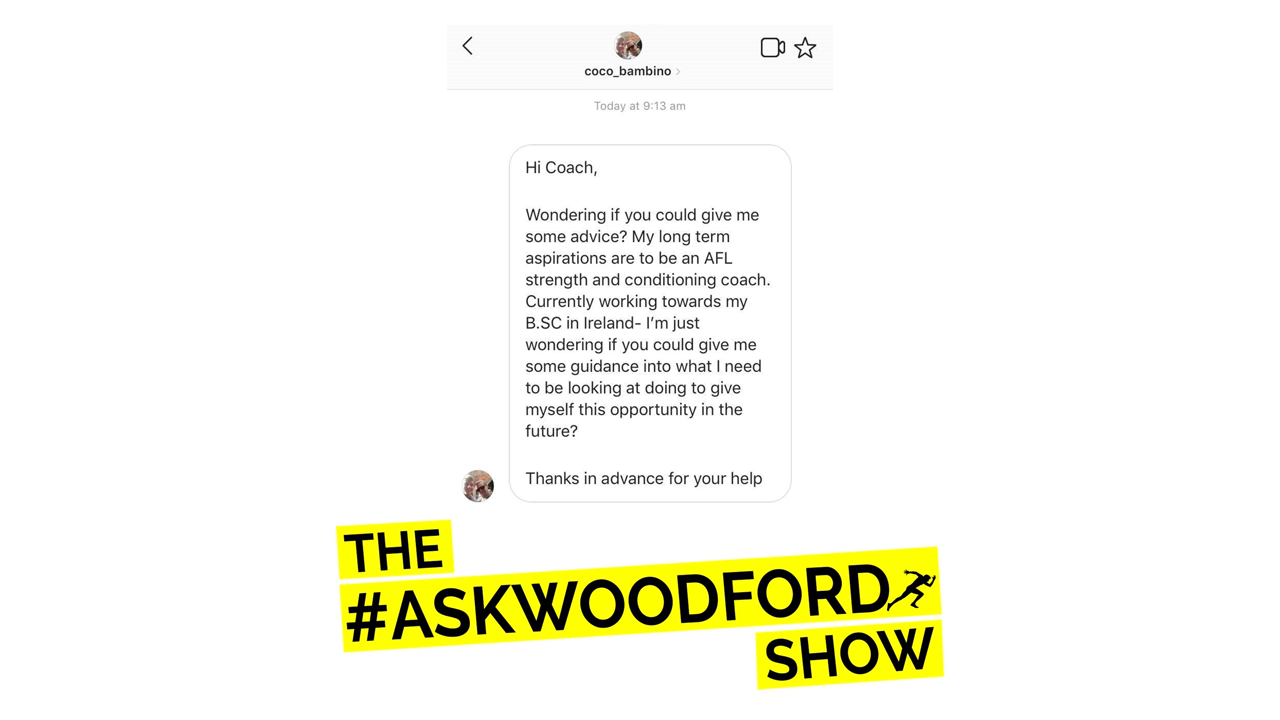 coco_bambino
Today at 9:13 am
Hi Coach,
Wondering if you could give me
some advice? My long term
aspirations are to be an AFL
strength and conditioning coach.
Currently working towards my
B.SC in Ireland- I’m just
wondering if you could give me
some guidance into what I need
to be looking at doing to give
myself this opportunity in the
future?
Thanks in advance for your help
THE
#ASKWOODFORD
SHOW